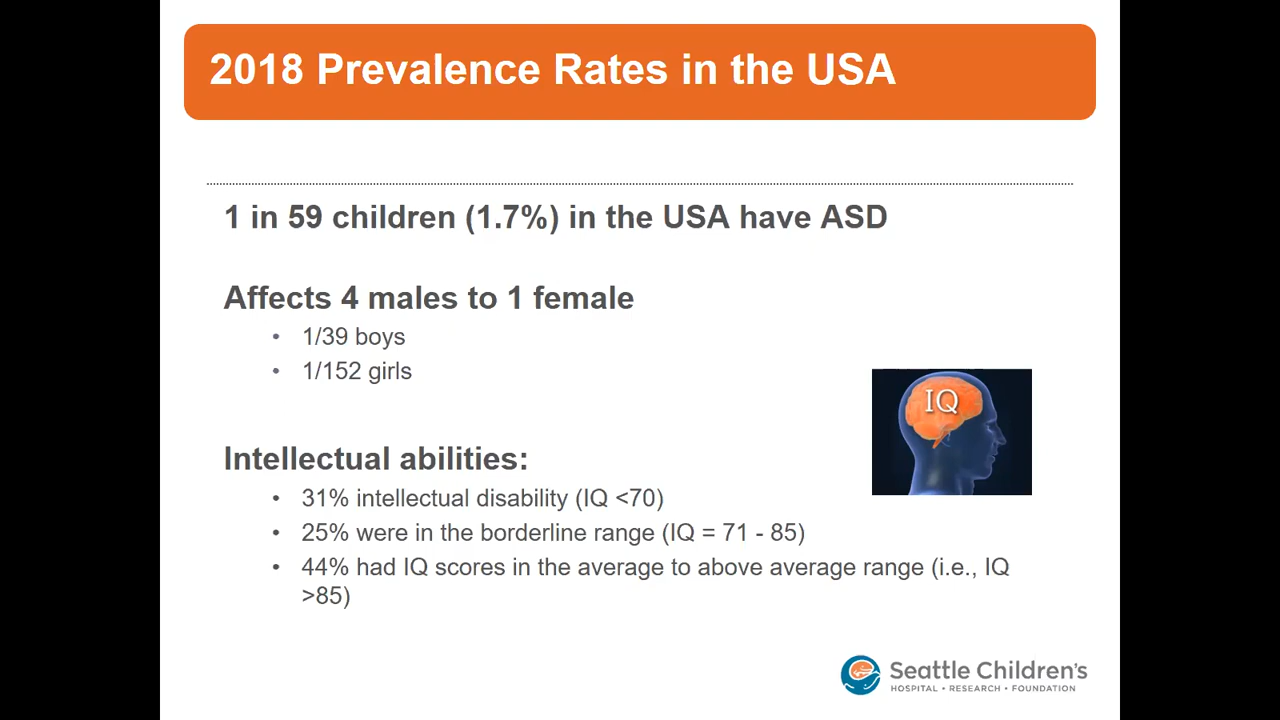 2018 Prevalence Rates in the USA
1 in 59 children (1.7%) in the USA have ASD
Affects 4 males to 1 female
• 1/39 boys
• 1/152 girls
IQ
Intellectual abilities:
• 31% intellectual disability (IQ <70)
• 25% were in the borderline range (IQ = 71 - 85)
• 44% had IQ scores in the average to above average range (i.e., IQ
>85)
Seattle Children's
HOSPITAL • RESEARCH • FOUNDATION